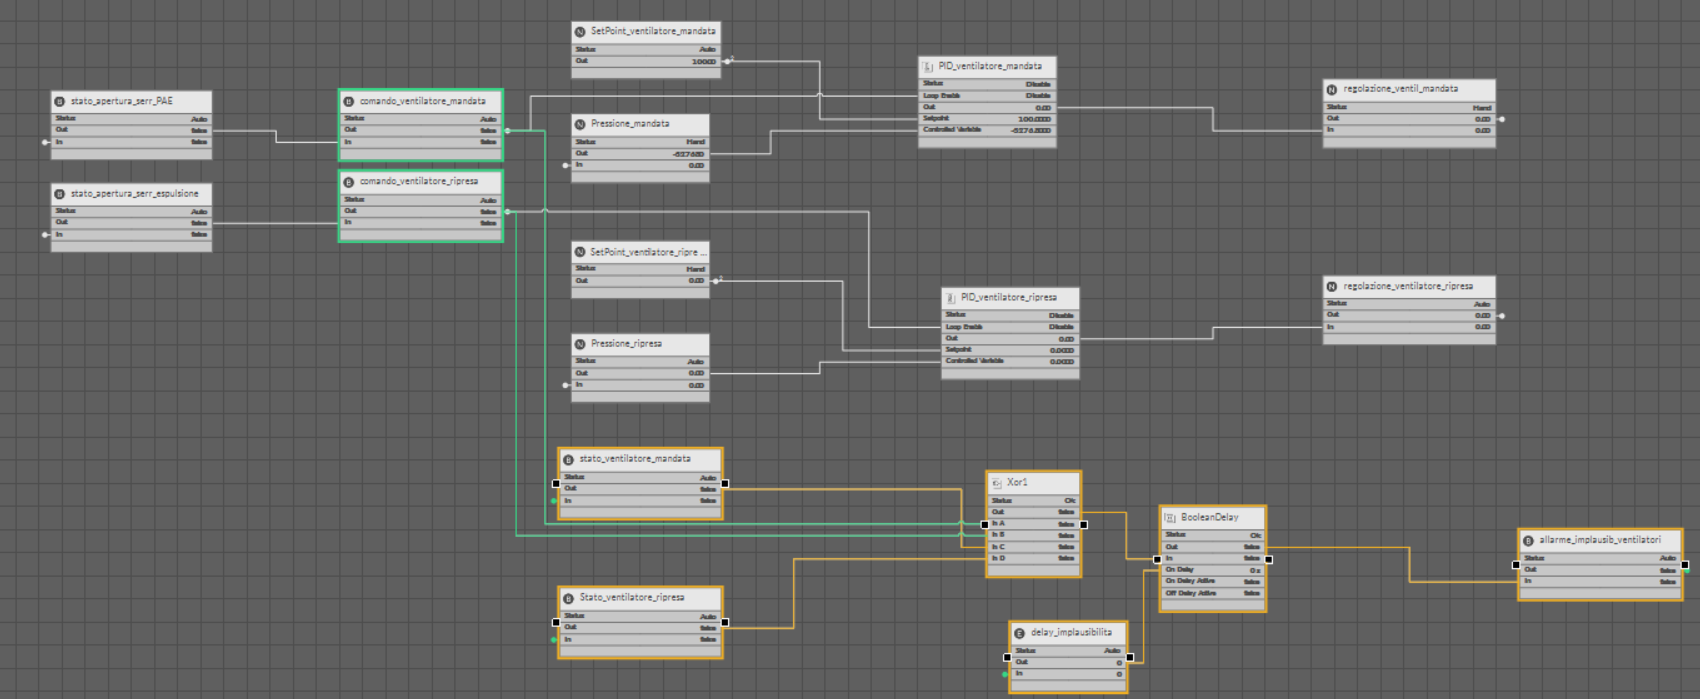 SetPoint_ventilatore_mandata
Status Auto
Out 100.00
PID_ventilatore_mandata
Status Disable
Loop Enable Disable
Out 0.00
Setpoint 100.0000
Controlled Variable
regolazione_ventil_mandata
Status Hand
Out 0.00
In 0.00
stato_apertura_serr_PAE
Status Auto
Out false
In false
comando_ventilatore_mandata
Status Auto
Out false
In false
Pressione_mandata
Status Hand
Out
In 0.00
stato_apertura_serr_espulsione
Status Auto
Out false
In false
comando_ventilatore_ripresa
Status Auto
Out false
In false
SetPoint_ventilatore_ripre ...
Status Hand
Out 0.00
PID_ventilatore_ripresa
Status Disable
Loop Enable Disable
Out 0.00
Setpoint 0.0000
Controlled Variable 0.0000
regolazione_ventilatore_ripresa
Status Auto
Out 0.00
In 0.00
Pressione_ripresa
Status Auto
Out 0.00
In 0.00
stato_ventilatore_mandata
Status Auto
Out false
In false
Xor1
Status Ok
Out false
In A false
In B false
In C false
In D false
BooleanDelay
Status Ok
Out false
In false
On Delay 0 s
On Delay Active false
Off Delay Active false
allarme_implausib_ventilatori
Status Auto
Out false
In false
Stato_ventilatore_ripresa
Status Auto
Out false
In false
delay_implausibilita
Status Auto
Out 0
In 0